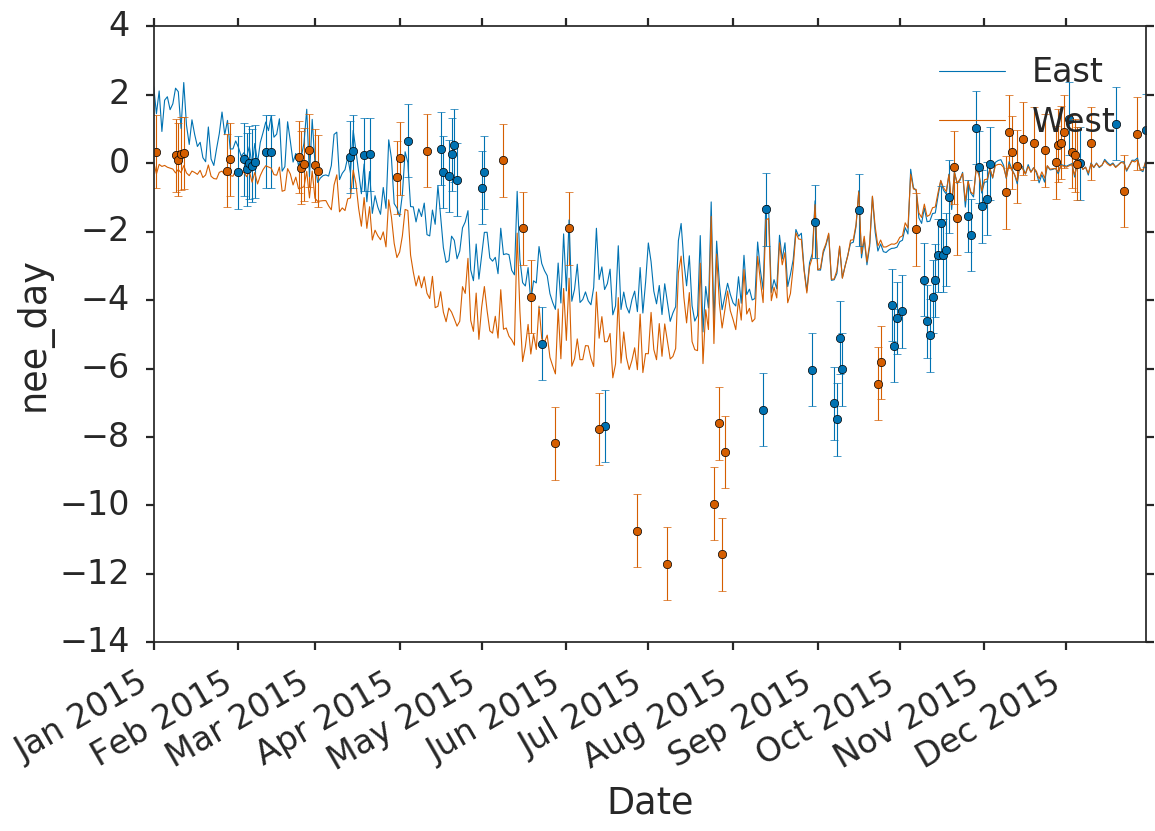 4
2
0
−2
−4
−6
−8
−10
−12
−14
nee_day
East
West
Jan 2015
Feb 2015
Mar 2015
Apr 2015
May 2015
Jun 2015
Jul 2015
Aug 2015
Sep 2015
Oct 2015
Nov 2015
Dec 2015
Date